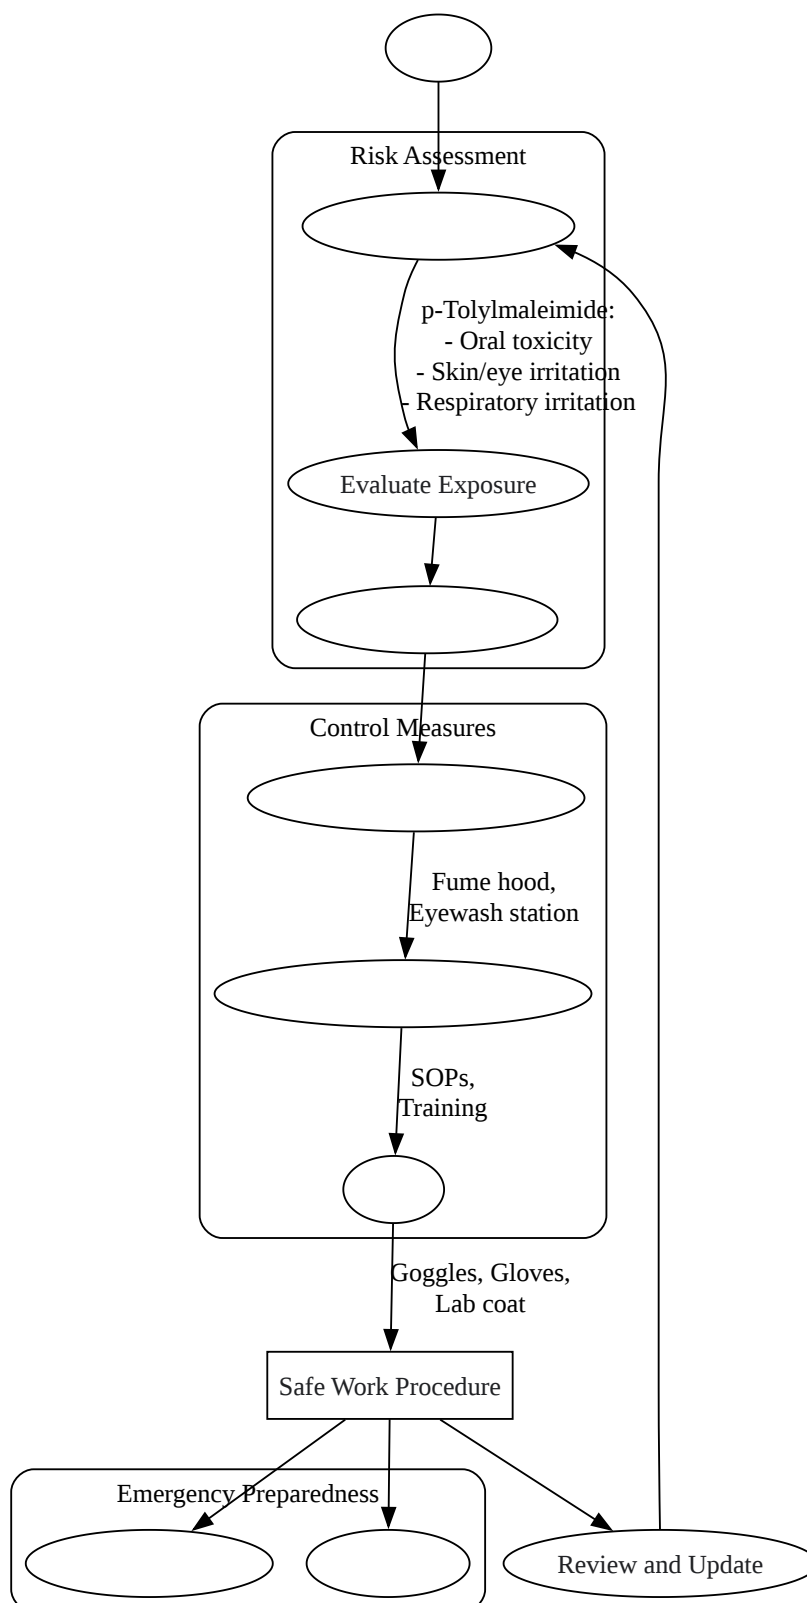 Risk Assessment
p-Tolylmaleimide:
- Oral toxicity
- Skin/eye irritation
- Respiratory irritation
Evaluate Exposure
Control Measures
Fume hood,
Eyewash station
SOPs,
Training
Goggles, Gloves,
Lab coat
Safe Work Procedure
Emergency Preparedness
Review and Update